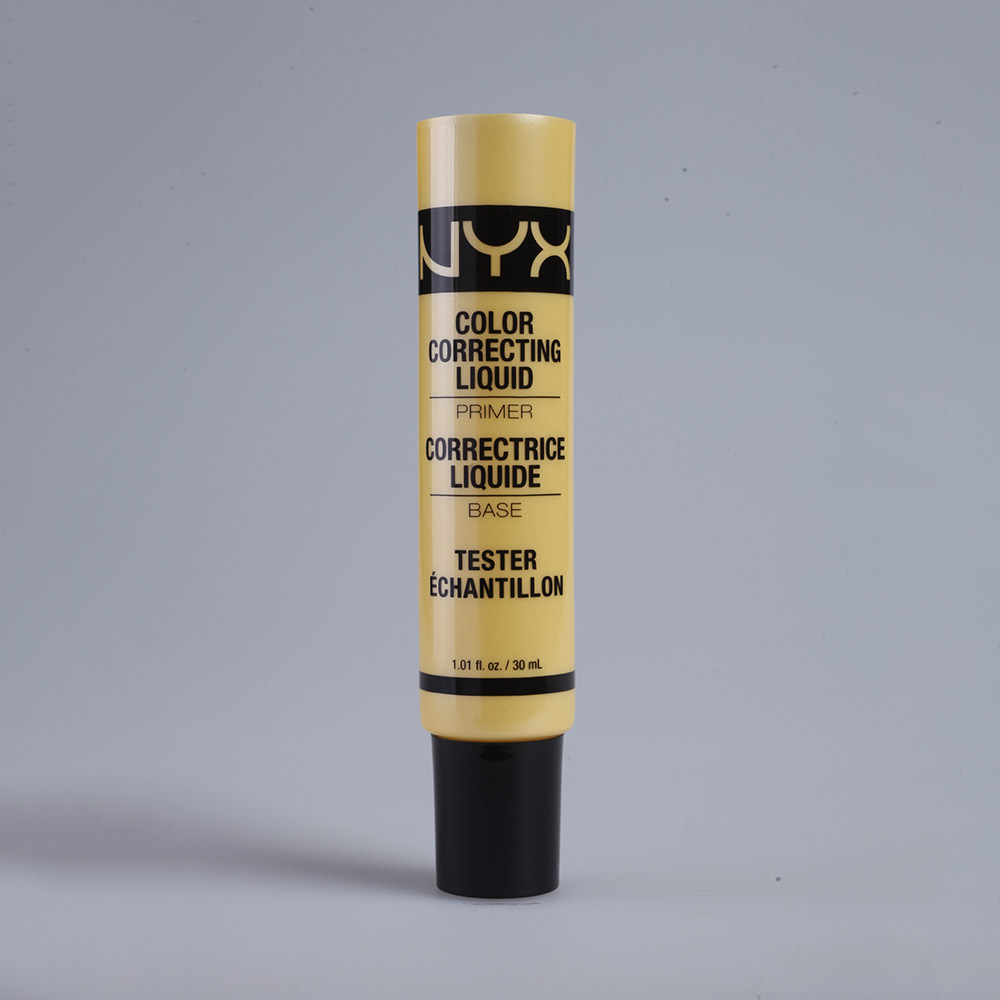 NYX
COLOR
CORRECTING
LIQUID
PRIMER
CORRECTRICE
LIQUIDE
BASE
TESTER
ÉCHANTILLON
1.01 fl. oz. / 30 mL